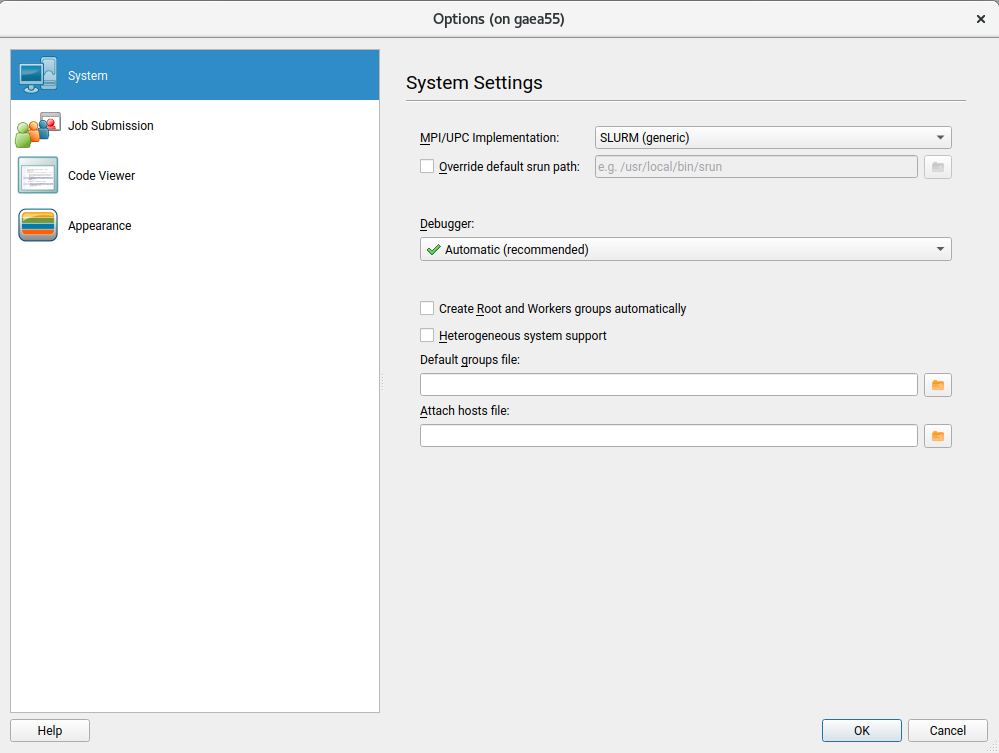 Options (on gaea55)
System
Job Submission
Code Viewer
Appearance
System Settings
MPI/UPC Implementation: SLURM (generic)
Override default srun path: e.g. /usr/local/bin/srun
Debugger:
Automatic (recommended)
Create Root and Workers groups automatically
Heterogeneous system support
Default groups file:
Attach hosts file:
Help OK Cancel